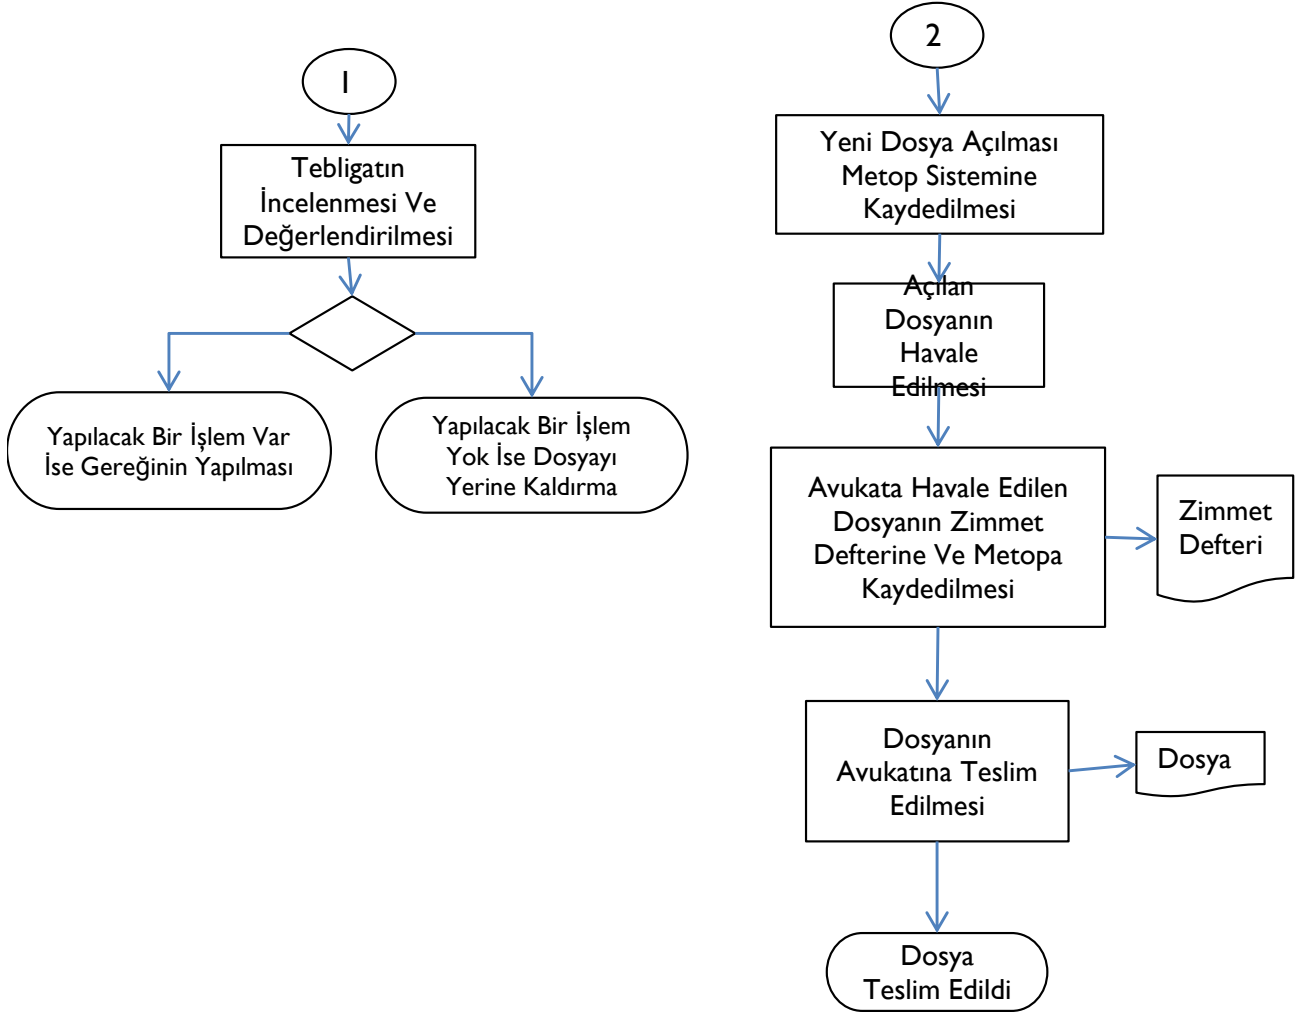 1
Tebligatın
İncelenmesi Ve
Değerlendirilmesi
Yapılacak Bir İşlem Var
İse Gereğinin Yapılması
Yapılacak Bir İşlem
Yok İse Dosyayı
Yerine Kaldırma
2
Yeni Dosya Açılması
Metop Sistemine
Kaydedilmesi
Açılan
Dosyanın
Havale
Edilmesi
Avukata Havale Edilen
Dosyanın Zimmet
Defterine Ve Metopa
Kaydedilmesi
Zimmet
Defteri
Dosyanın
Avukatına Teslim
Edilmesi
Dosya
Dosya
Teslim Edildi